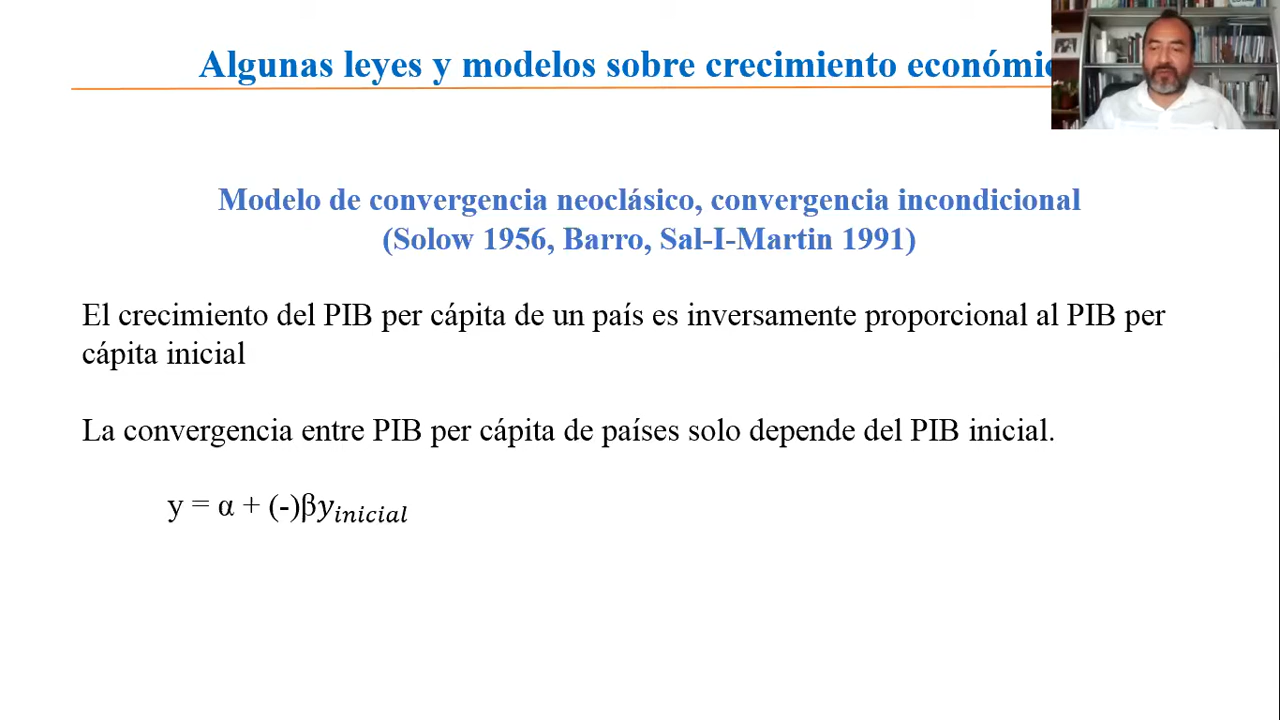 Algunas leyes y modelos sobre crecimiento económi
Modelo de convergencia neoclásico, convergencia incondicional
(Solow 1956, Barro, Sal-I-Martin 1991)
El crecimiento del PIB per cápita de un país es inversamente proporcional al PIB per
cápita inicial
La convergencia entre PIB per cápita de países solo depende del PIB inicial.
y = α + (-)βy_inicial